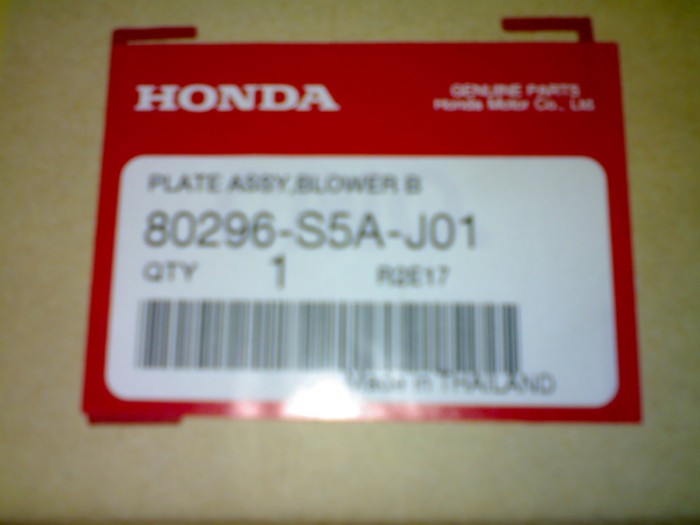 HONDA
GENUINE PARTS
Honda Motor Co., Ltd.
PLATE ASSY,BLOWER B
80296-S5A-J01
QTY 1 R2E17
Made in THAILAND